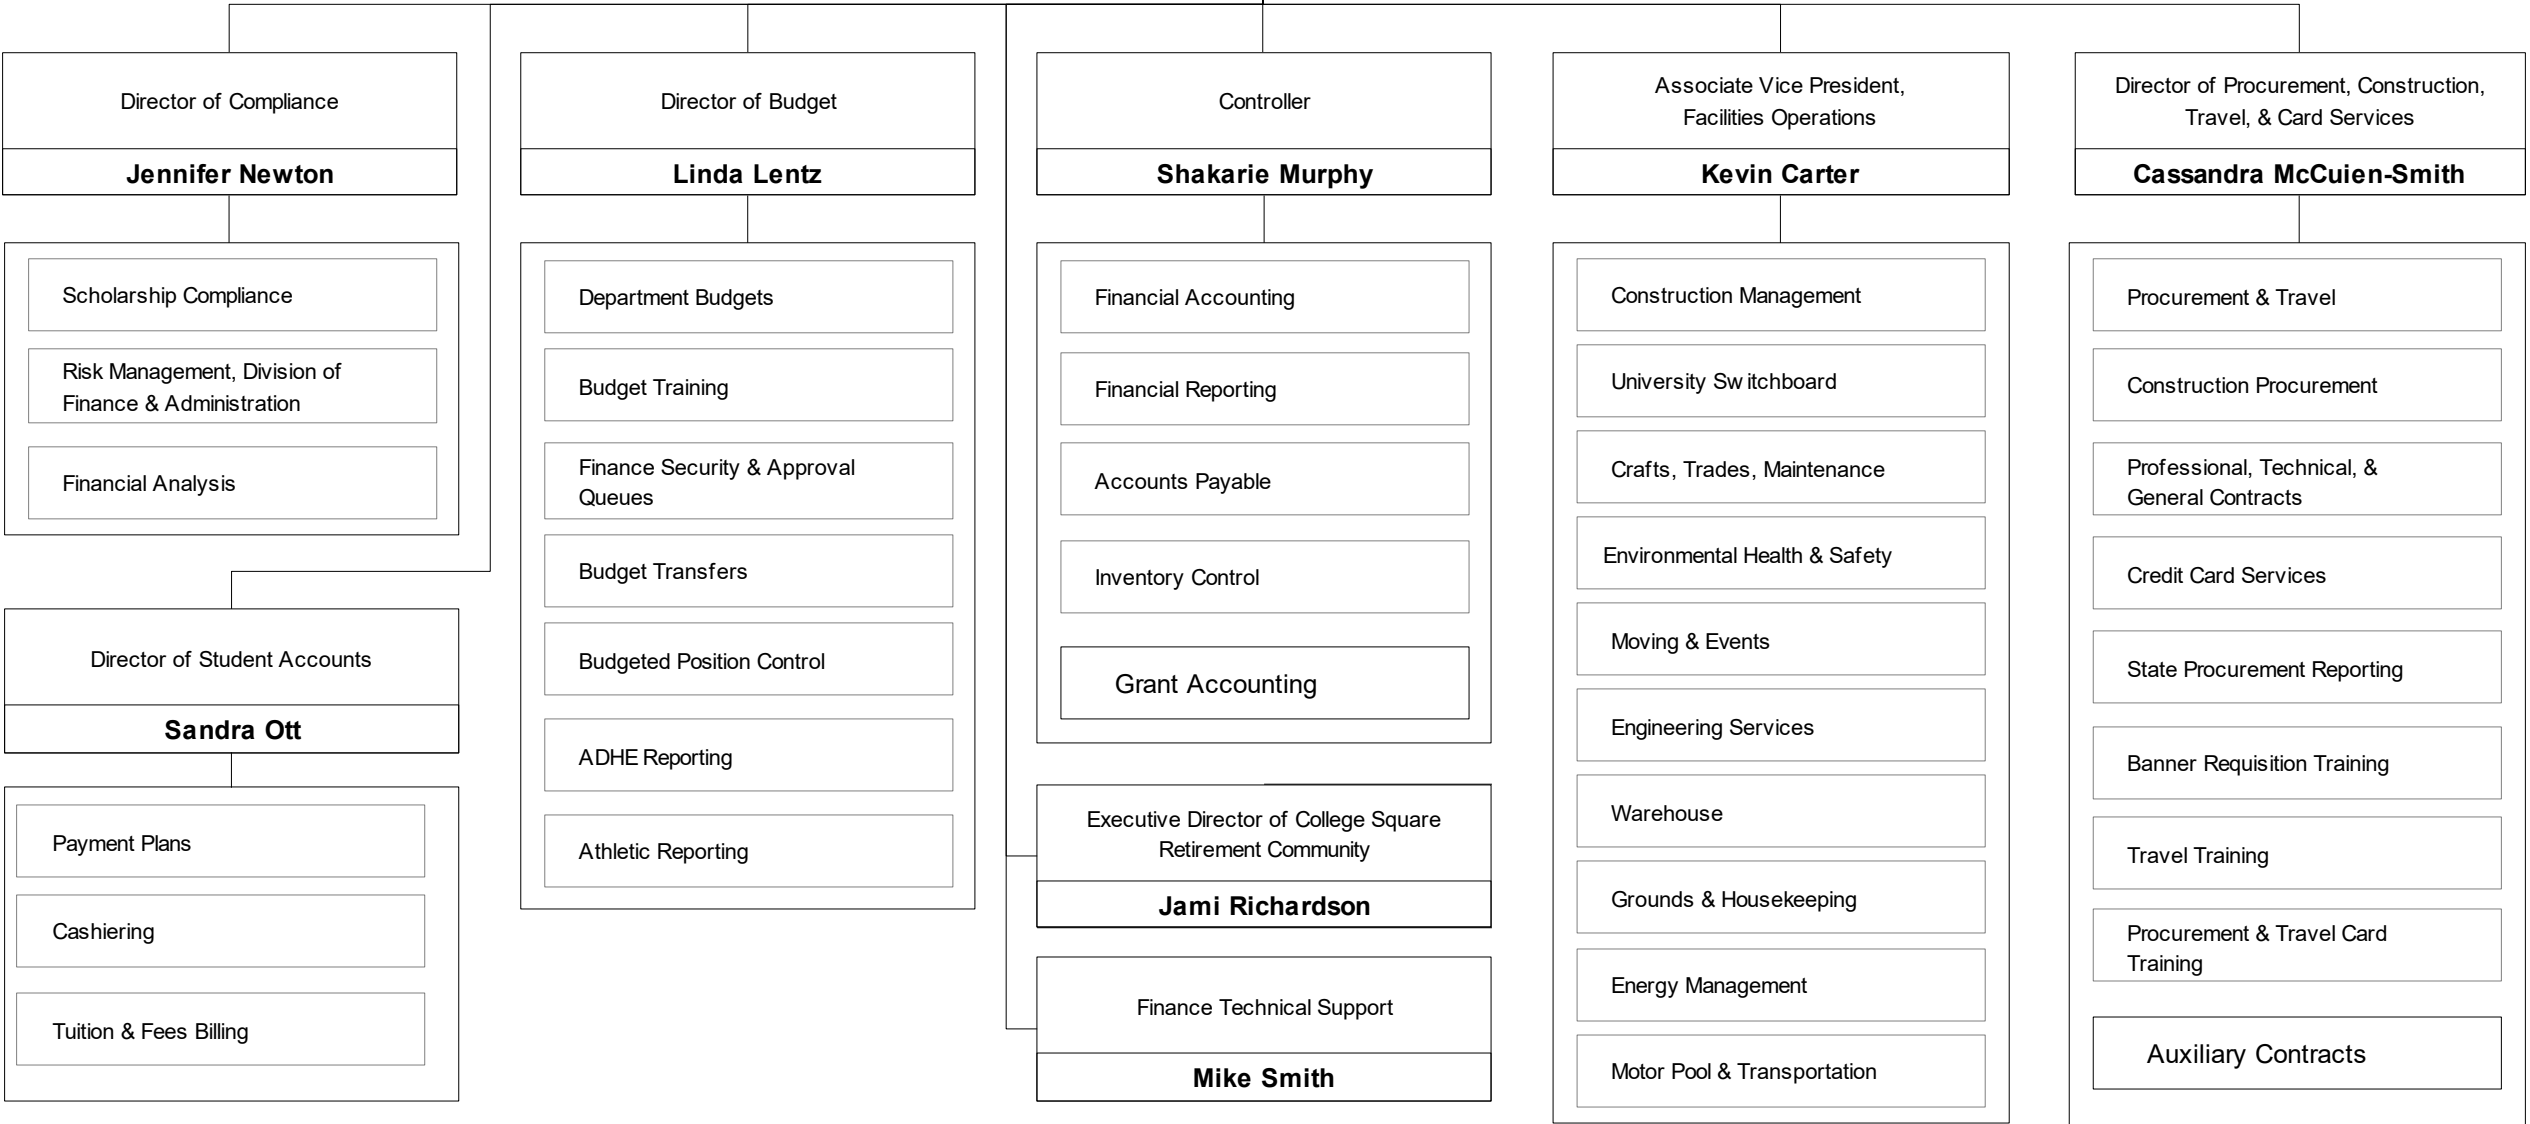 Director of Compliance
Jennifer Newton
Scholarship Compliance
Risk Management, Division of
Finance & Administration
Financial Analysis
Director of Student Accounts
Sandra Ott
Payment Plans
Cashiering
Tuition & Fees Billing
Director of Budget
Linda Lentz
Department Budgets
Budget Training
Finance Security & Approval
Queues
Budget Transfers
Budgeted Position Control
ADHE Reporting
Athletic Reporting
Controller
Shakarie Murphy
Financial Accounting
Financial Reporting
Accounts Payable
Inventory Control
Grant Accounting
Executive Director of College Square
Retirement Community
Jami Richardson
Finance Technical Support
Mike Smith
Associate Vice President,
Facilities Operations
Kevin Carter
Construction Management
University Switchboard
Crafts, Trades, Maintenance
Environmental Health & Safety
Moving & Events
Engineering Services
Warehouse
Grounds & Housekeeping
Energy Management
Motor Pool & Transportation
Director of Procurement, Construction,
Travel, & Card Services
Cassandra McCuien-Smith
Procurement & Travel
Construction Procurement
Professional, Technical, &
General Contracts
Credit Card Services
State Procurement Reporting
Banner Requisition Training
Travel Training
Procurement & Travel Card
Training
Auxiliary Contracts